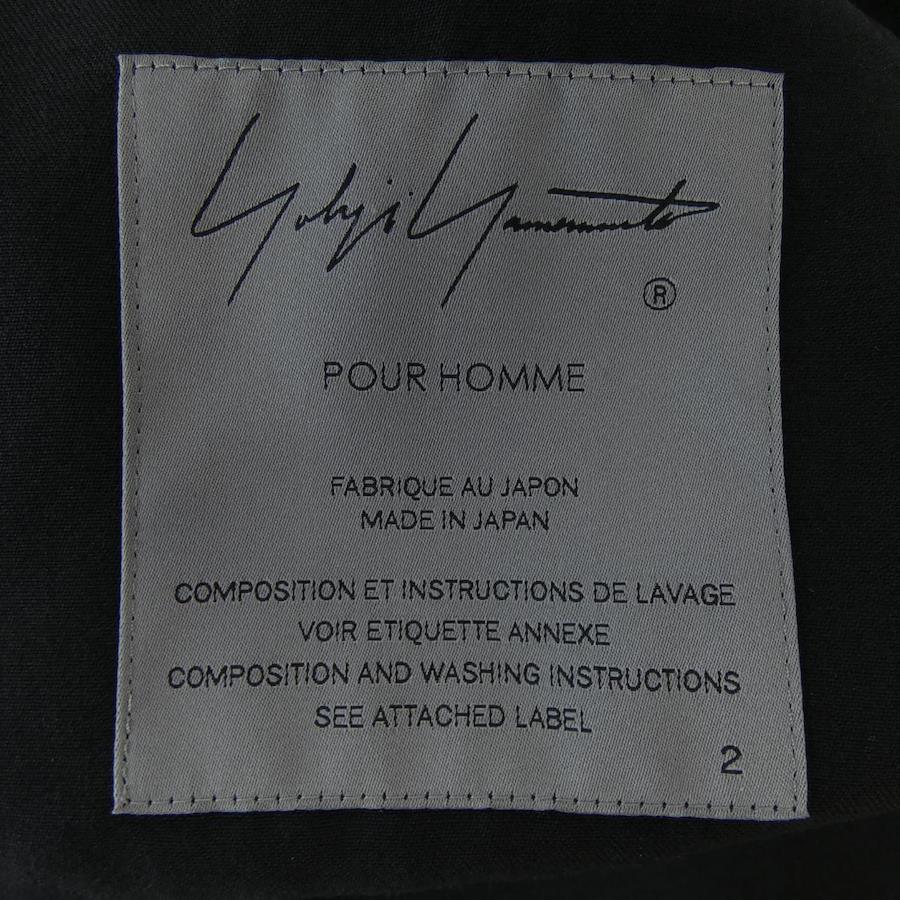 Yohji Yamamoto
®
POUR HOMME
FABRIQUE AU JAPON
MADE IN JAPAN
COMPOSITION ET INSTRUCTIONS DE LAVAGE
VOIR ETIQUETTE ANNEXE
COMPOSITION AND WASHING INSTRUCTIONS
SEE ATTACHED LABEL
2